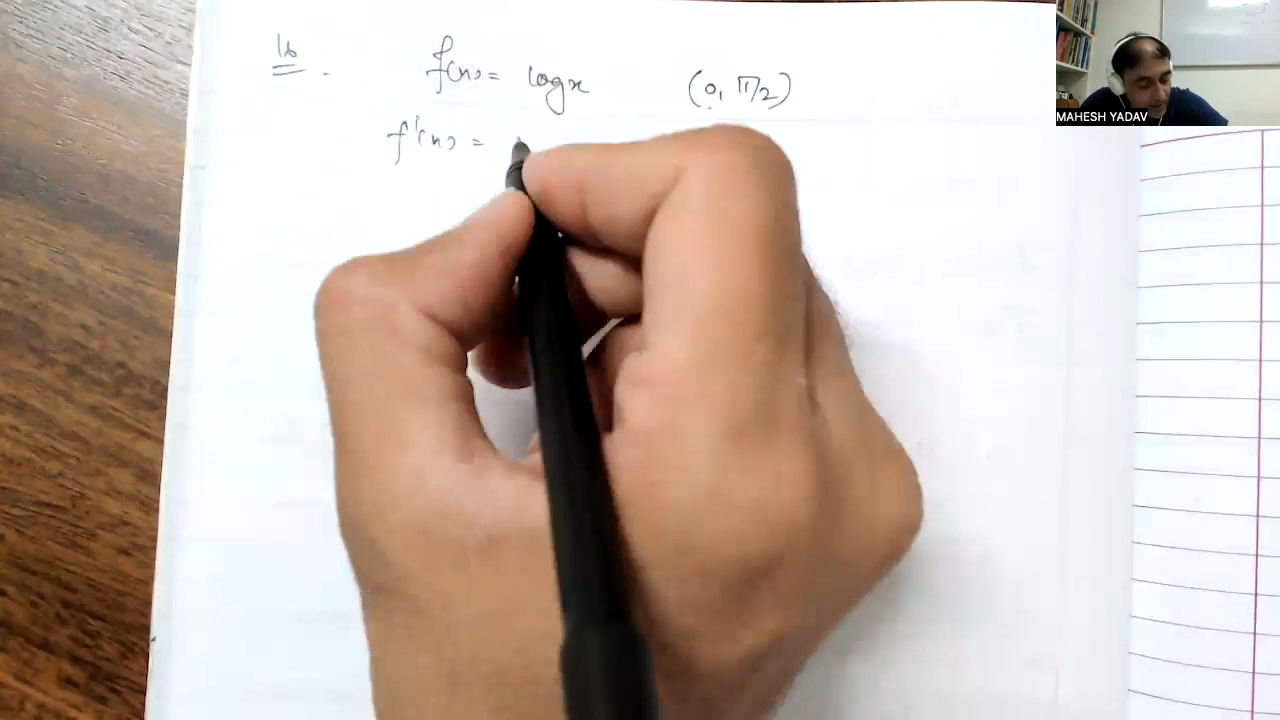 16. f(x) = log x (0, π/2)
f'(x) =
MAHESH YADAV